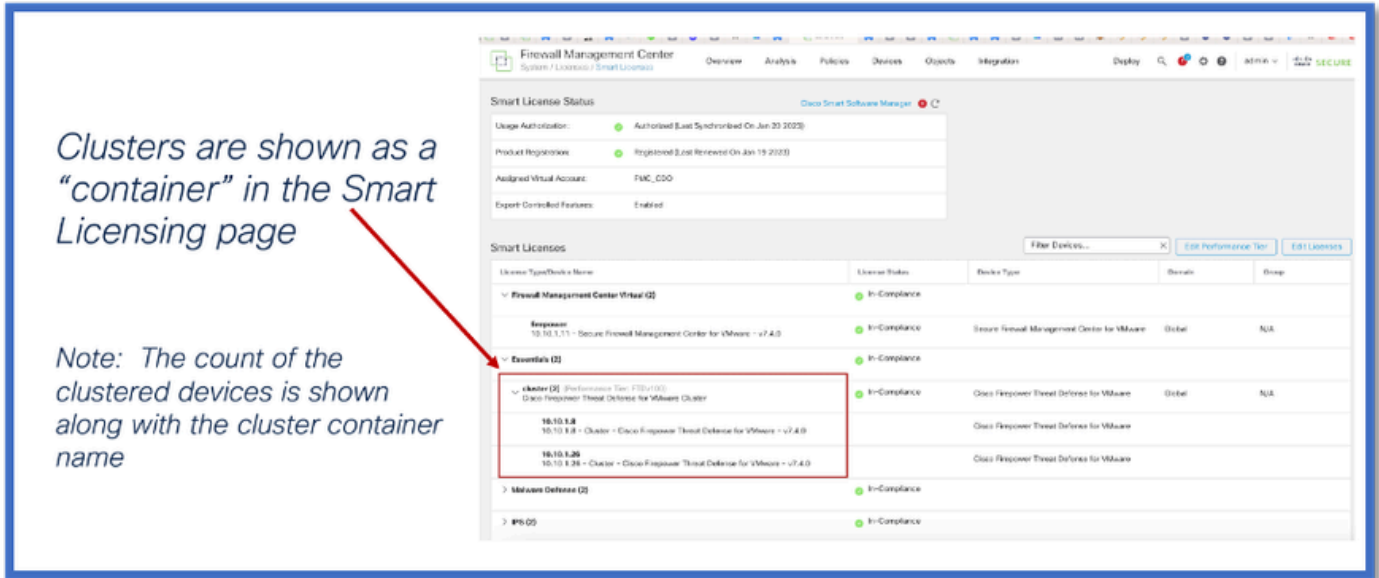 Clusters are shown as a
"container" in the Smart
Licensing page
Note: The count of the
clustered devices is shown
along with the cluster container
name
Firewall Management Center
System / Licenses / Smart Licenses
Overview Analysis Policies Devices Objects Integration Deploy admin SECURE
Smart License Status
Cisco Smart Software Manager
Usage Authorization: Authorized (Last Synchronized On Jan 20 2023)
Product Registration: Registered (Last Renewed On Jan 19 2023)
Assigned Virtual Account: FMC_CDO
Export-Controlled Features: Enabled
Smart Licenses
Filter Devices... Edit Performance Tier Edit Licenses
License Type/Device Name License Status Device Type Domain Group
Firewall Management Center Virtual (2) In-Compliance
firepower
10.10.1.11 - Secure Firewall Management Center for VMware - v7.4.0 In-Compliance Secure Firewall Management Center for VMware Global N/A
Essentials (2) In-Compliance
cluster (2) (Performance Tier: FTDv100)
Cisco Firepower Threat Defense for VMware Cluster In-Compliance Cisco Firepower Threat Defense for VMware Global N/A
10.10.1.8
10.10.1.8 - Cluster - Cisco Firepower Threat Defense for VMware - v7.4.0 Cisco Firepower Threat Defense for VMware
10.10.1.26
10.10.1.26 - Cluster - Cisco Firepower Threat Defense for VMware - v7.4.0 Cisco Firepower Threat Defense for VMware
Malware Defense (2) In-Compliance
IPS (2) In-Compliance